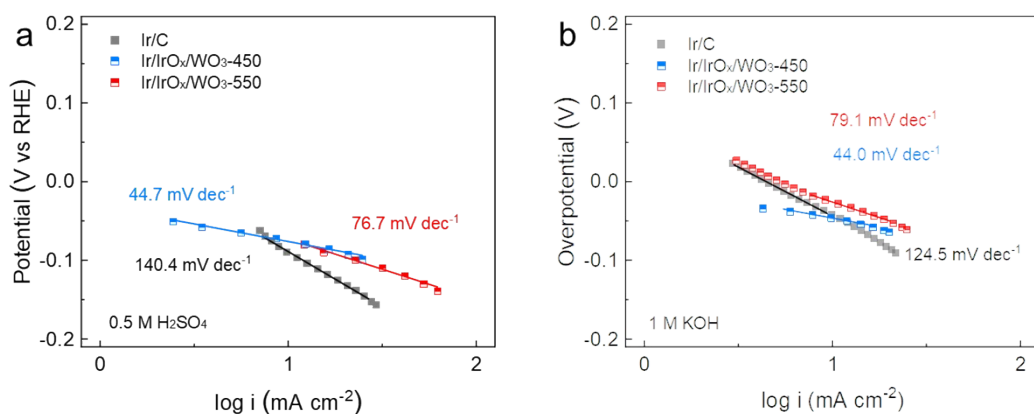 a
Ir/C
Ir/IrOₓ/WO₃-450
Ir/IrOₓ/WO₃-550
44.7 mV dec⁻¹
76.7 mV dec⁻¹
140.4 mV dec⁻¹
0.5 M H₂SO₄
0.2
0.1
0.0
-0.1
-0.2
0
1
2
Potential (V vs RHE)
log i (mA cm⁻²)
b
Ir/C
Ir/IrOₓ/WO₃-450
Ir/IrOₓ/WO₃-550
79.1 mV dec⁻¹
44.0 mV dec⁻¹
124.5 mV dec⁻¹
1 M KOH
0.2
0.1
0.0
-0.1
-0.2
0
1
2
Overpotential (V)
log i (mA cm⁻²)